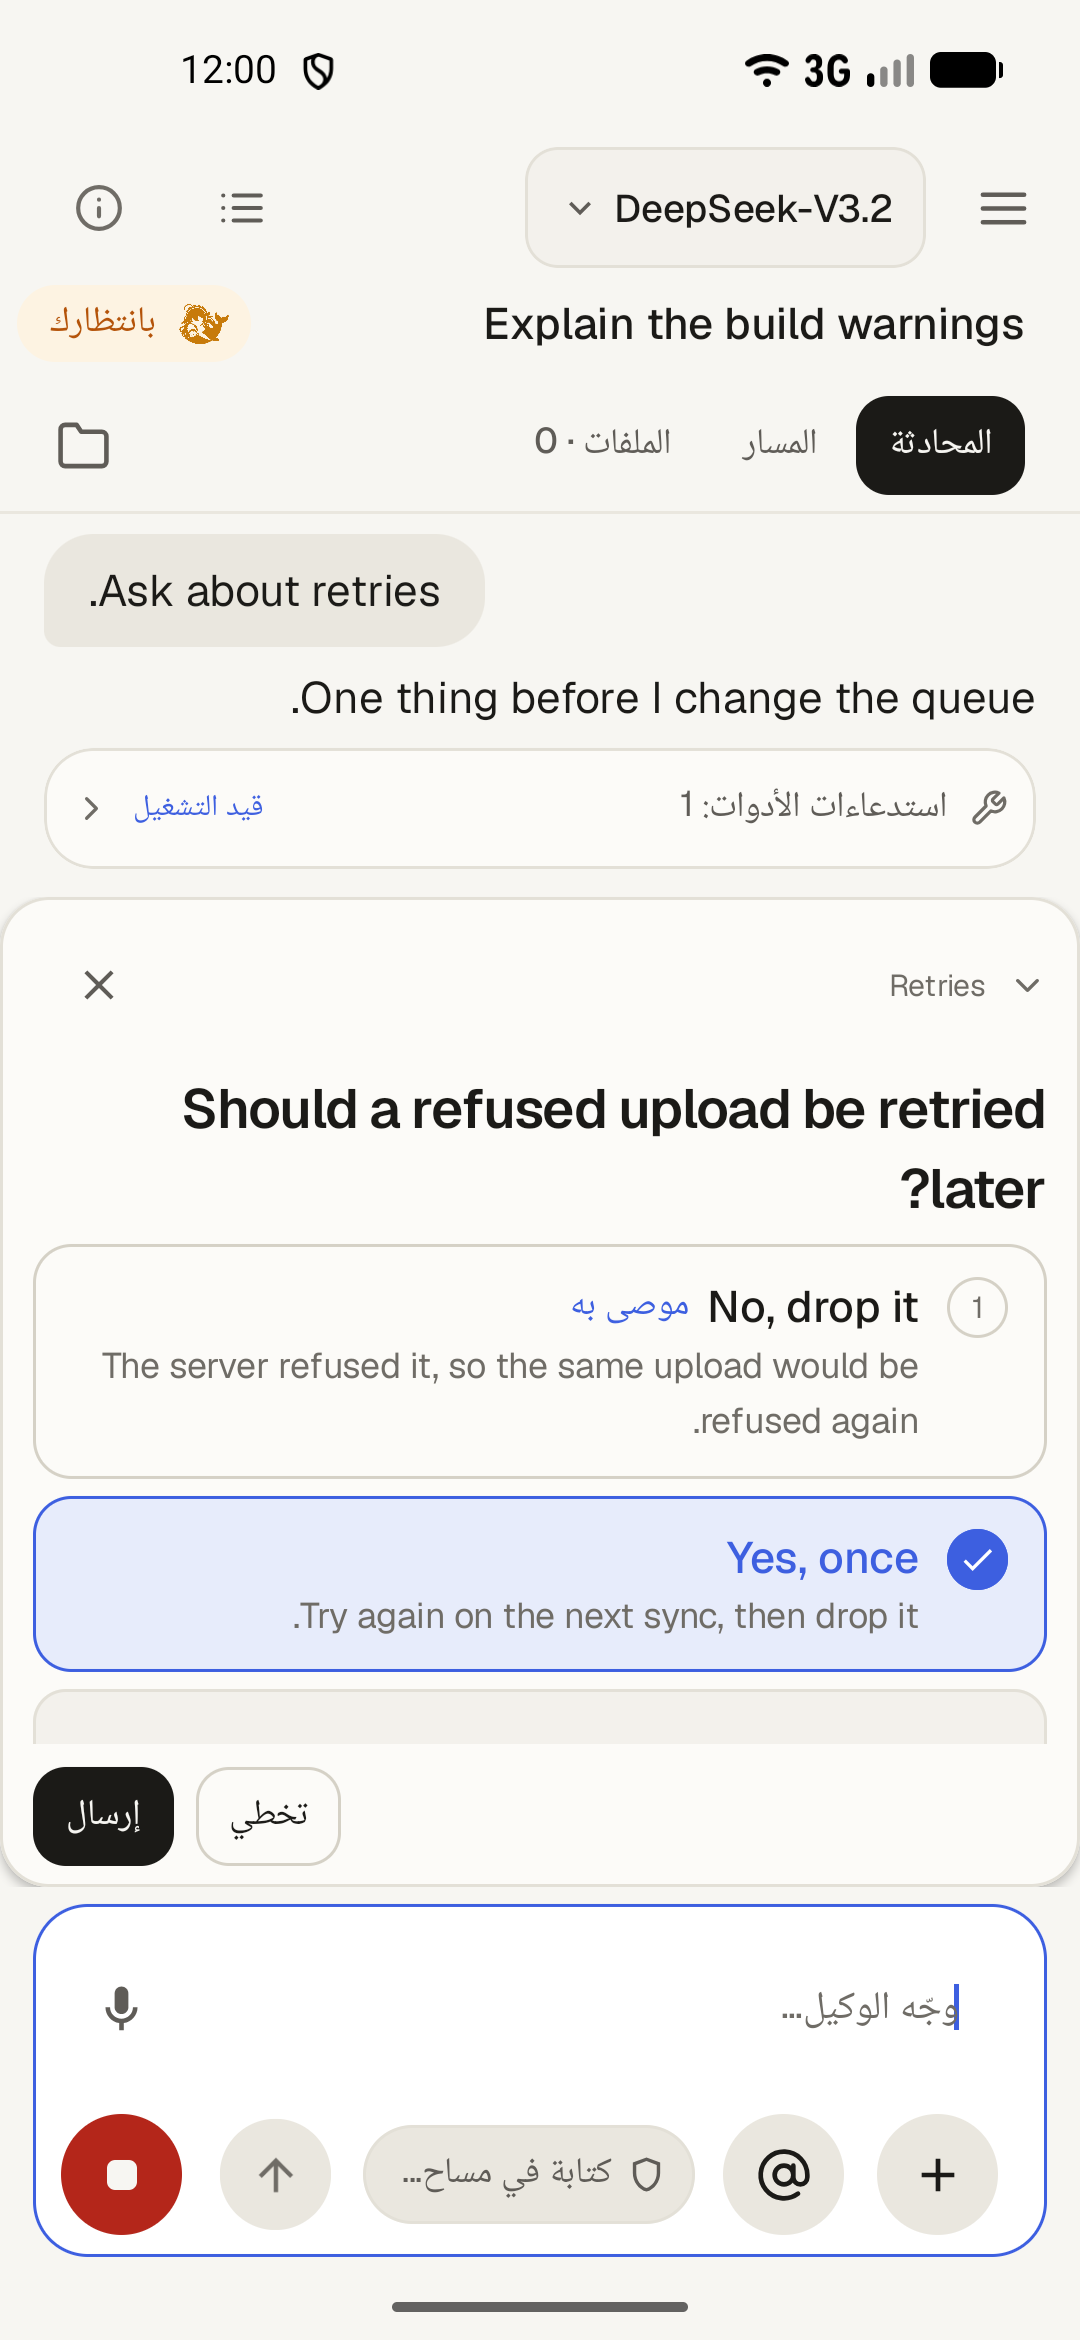 12:00
3G
DeepSeek-V3.2
Explain the build warnings
بانتظارك
المحادثة
المسار
الملفات · 0
Ask about retries.
One thing before I change the queue.
استدعاءات الأدوات: 1
قيد التشغيل
Retries
Should a refused upload be retried
later?
1
No, drop it موصى به
The server refused it, so the same upload would be
refused again.
Yes, once
Try again on the next sync, then drop it.
تخطي
إرسال
وجّه الوكيل...
كتابة في مساح...